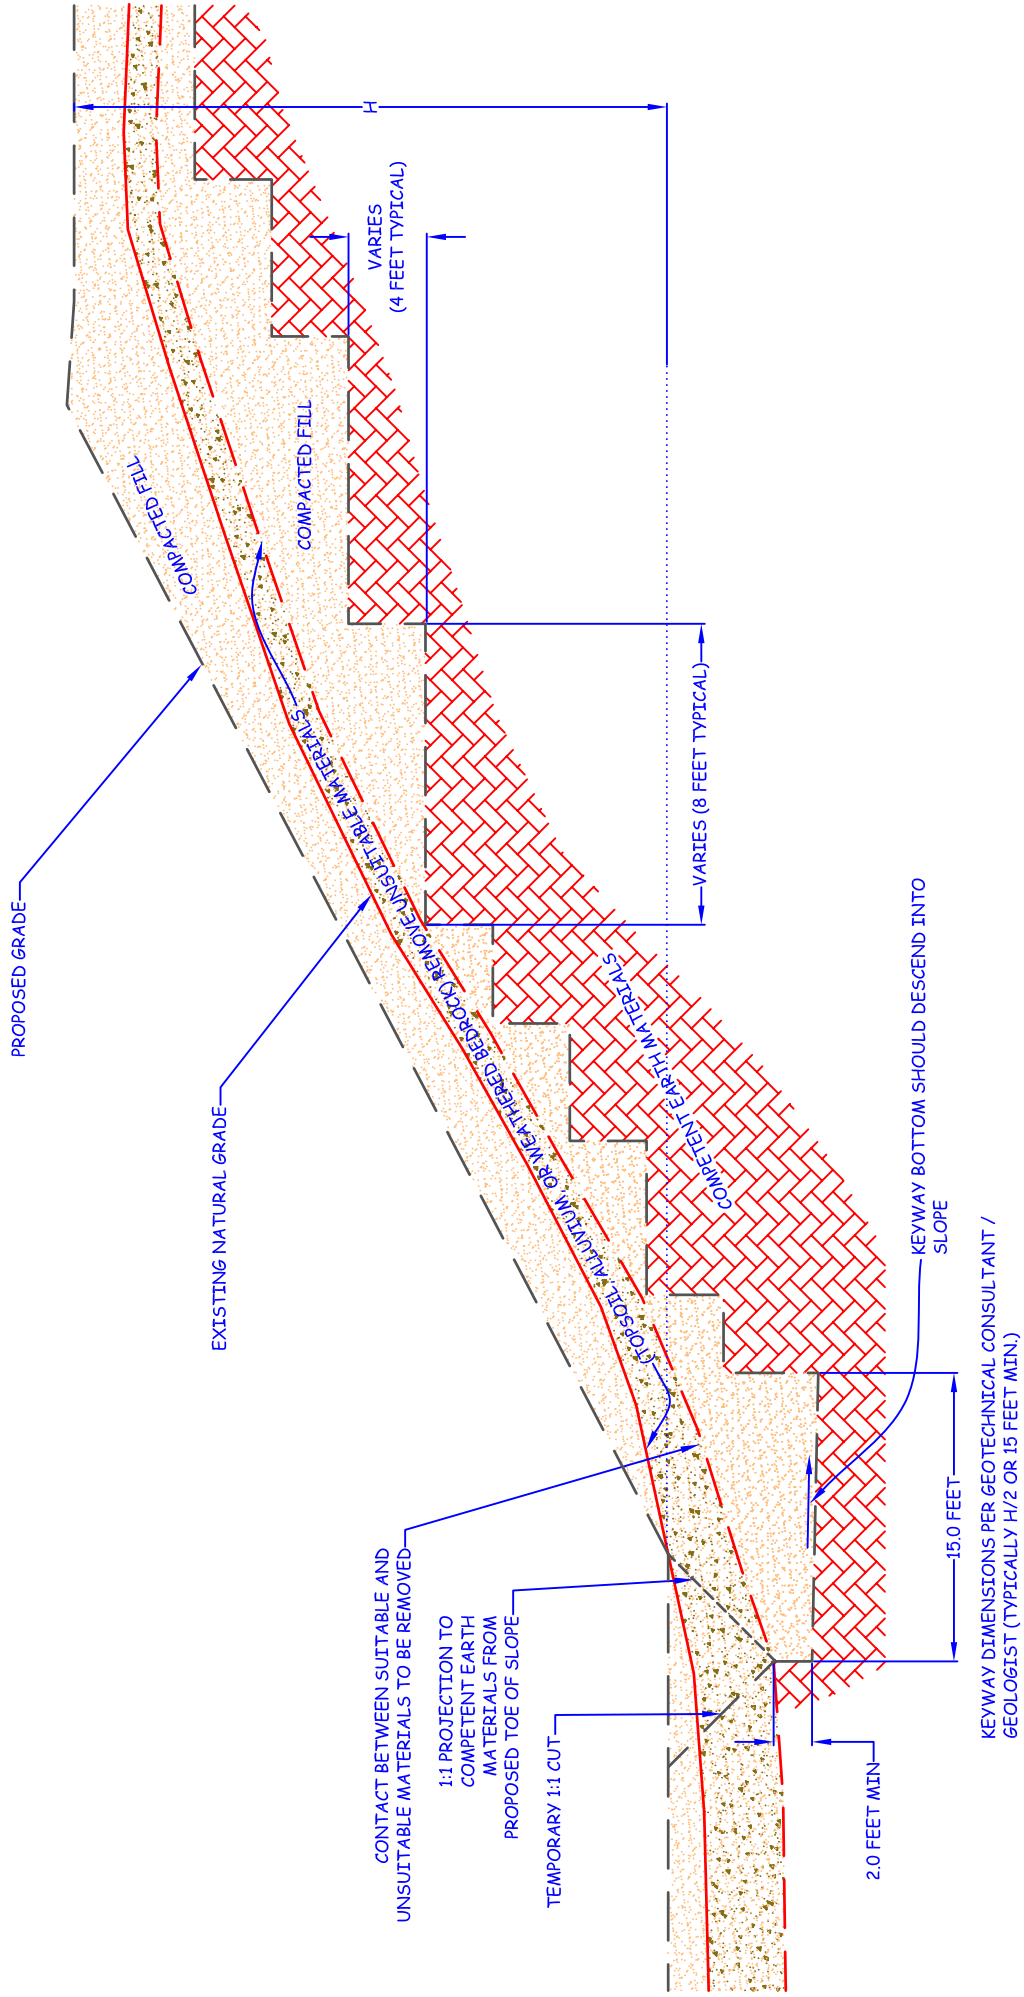 PROPOSED GRADE
EXISTING NATURAL GRADE
COMPACTED FILL
COMPACTED FILL
H
VARIES
(4 FEET TYPICAL)
VARIES (8 FEET TYPICAL)
(TOPSOIL, ALLUVIUM, OR WEATHERED BEDROCK) REMOVE UNSUITABLE MATERIALS
COMPETENT EARTH MATERIALS
CONTACT BETWEEN SUITABLE AND
UNSUITABLE MATERIALS TO BE REMOVED
1:1 PROJECTION TO
COMPETENT EARTH
MATERIALS FROM
PROPOSED TOE OF SLOPE
TEMPORARY 1:1 CUT
2.0 FEET MIN
15.0 FEET
KEYWAY BOTTOM SHOULD DESCEND INTO
SLOPE
KEYWAY DIMENSIONS PER GEOTECHNICAL CONSULTANT /
GEOLOGIST (TYPICALLY H/2 OR 15 FEET MIN.)